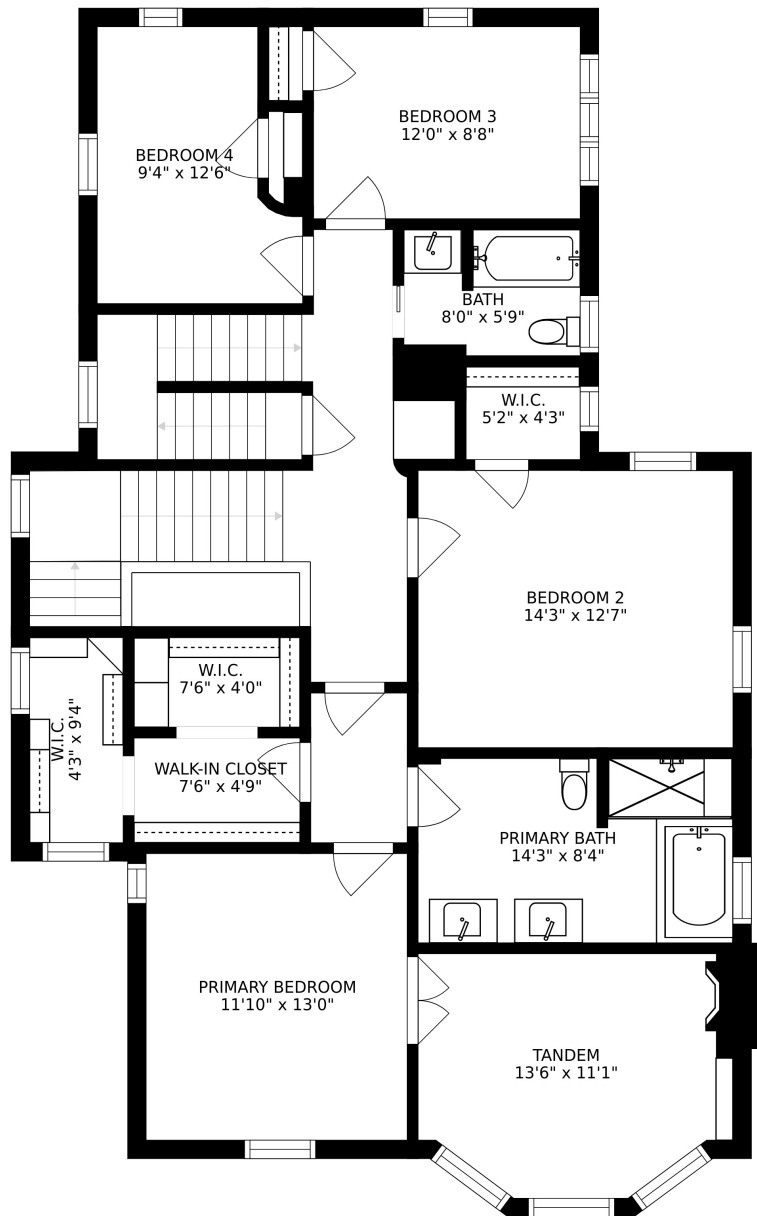 BEDROOM 3
12'0" x 8'8"
BEDROOM 4
9'4" x 12'6"
BATH
8'0" x 5'9"
W.I.C.
5'2" x 4'3"
BEDROOM 2
14'3" x 12'7"
W.I.C.
7'6" x 4'0"
W.I.C.
4'3" x 9'4"
WALK-IN CLOSET
7'6" x 4'9"
PRIMARY BATH
14'3" x 8'4"
PRIMARY BEDROOM
11'10" x 13'0"
TANDEM
13'6" x 11'1"